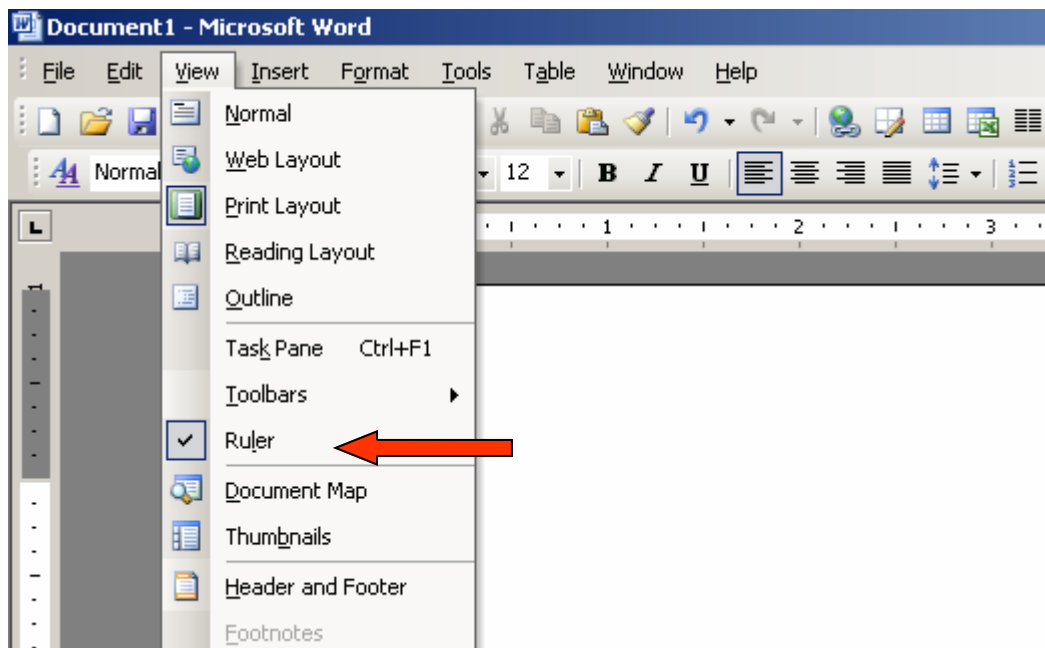 Document1 - Microsoft Word
File Edit View Insert Format Tools Table Window Help
Normal
Web Layout
Normal 12 B I U
Print Layout
L 1 2 3
Reading Layout
Outline
Task Pane Ctrl+F1
Toolbars
Ruler
Document Map
Thumbnails
Header and Footer
Footnotes